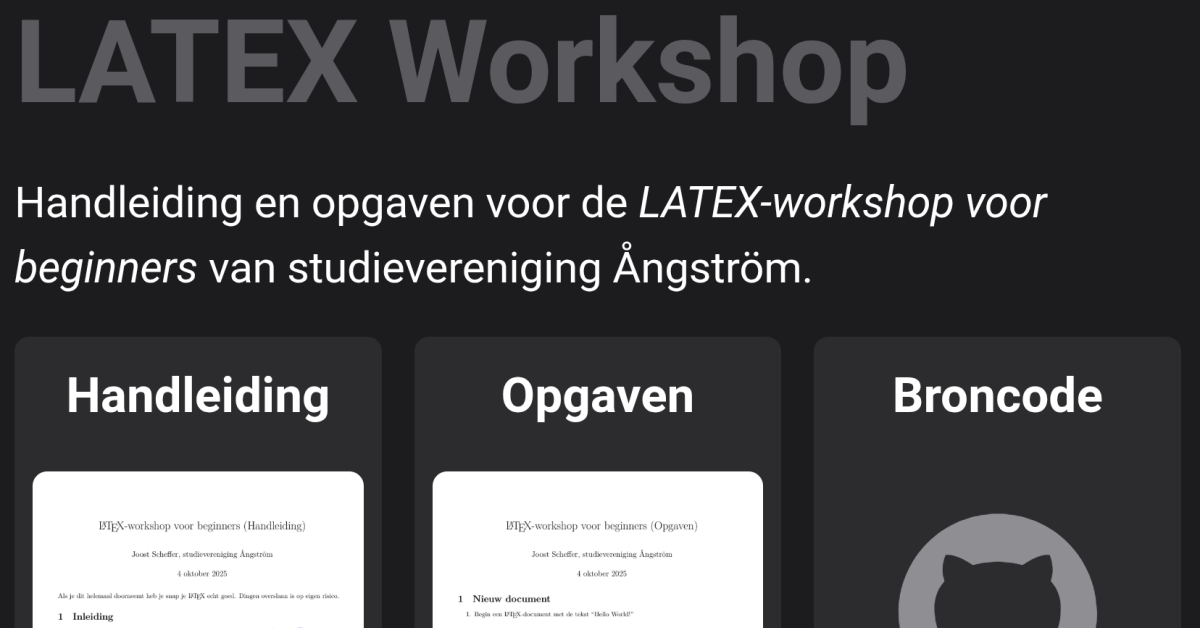 LATEX Workshop
Handleiding en opgaven voor de LATEX-workshop voor
beginners van studievereniging Ångström.
Handleiding
Opgaven
Broncode
LATEX-workshop voor beginners (Handleiding)
Joost Scheffer, studievereniging Ångström
4 oktober 2025
Als je dit helemaal doorneemt heb je snap je LATEX echt goed. Dingen overslaan is op eigen risico.
1 Inleiding
LATEX-workshop voor beginners (Opgaven)
Joost Scheffer, studievereniging Ångström
4 oktober 2025
1 Nieuw document
1. Begin een LATEX-document met de tekst “Hello World!”